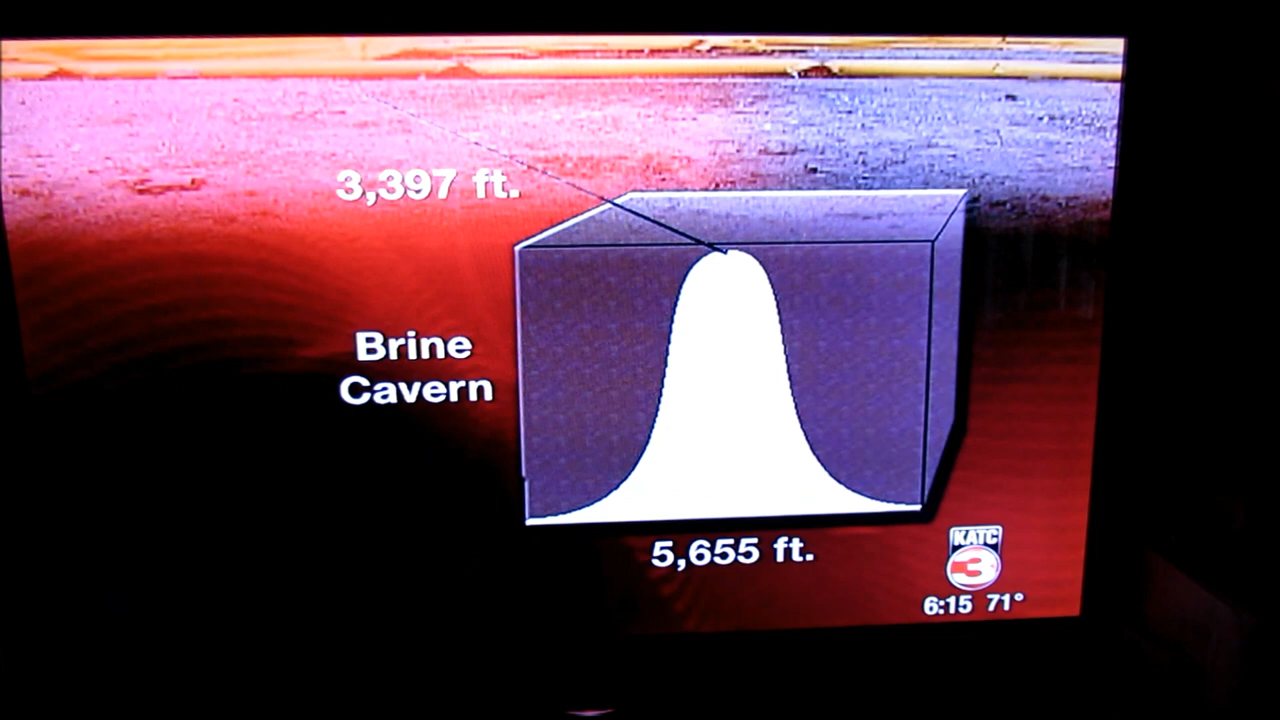 3,397 ft.
Brine
Cavern
5,655 ft.
KATC
3
6:15 71°